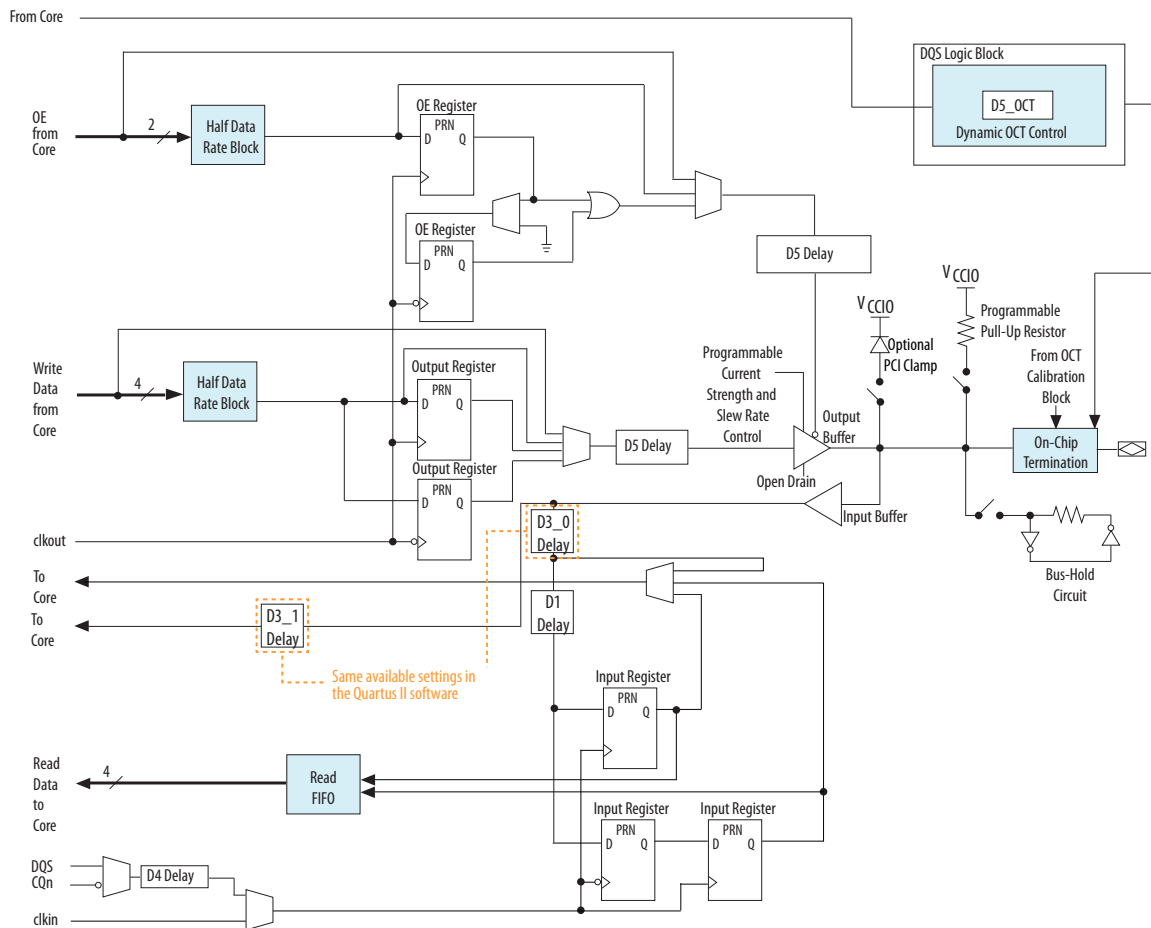 From Core
DQS Logic Block
D5_OCT
Dynamic OCT Control
OE
from
Core
2
Half Data
Rate Block
OE Register
PRN
D
Q
OE Register
PRN
D
Q
D5 Delay
V CCIO
V CCIO
Programmable
Pull-Up Resistor
Optional
PCI Clamp
From OCT
Calibration
Block
Write
Data
from
Core
4
Half Data
Rate Block
Output Register
PRN
D
Q
Output Register
PRN
D
Q
D5 Delay
Programmable
Current
Strength and
Slew Rate
Control
Output
Buffer
Open Drain
Input Buffer
On-Chip
Termination
Bus-Hold
Circuit
clkout
To
Core
To
Core
D3_0
Delay
D1
Delay
D3_1
Delay
Same available settings in
the Quartus II software
Input Register
PRN
D
Q
Read
Data
to
Core
4
Read
FIFO
Input Register
PRN
D
Q
Input Register
PRN
D
Q
DQS
CQn
D4 Delay
clkin